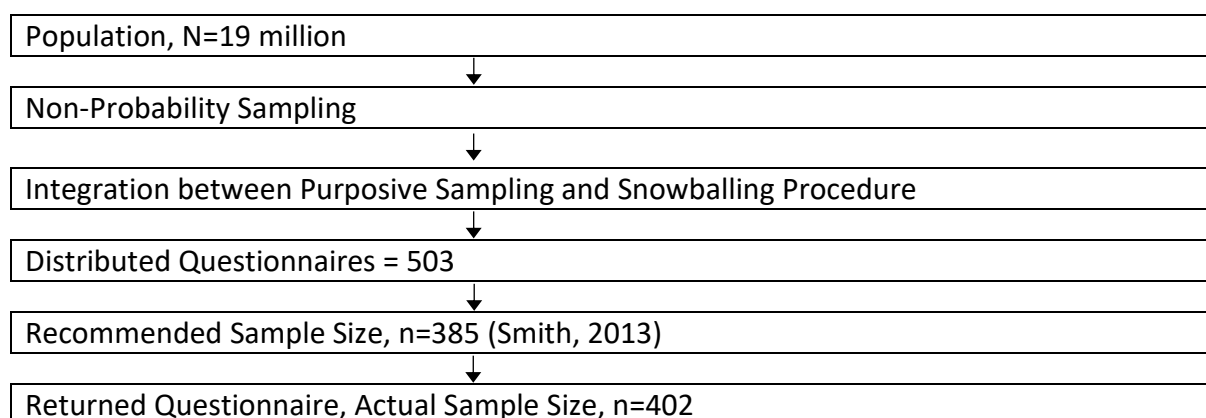 Population, N=19 million
Non-Probability Sampling
Integration between Purposive Sampling and Snowballing Procedure
Distributed Questionnaires = 503
Recommended Sample Size, n=385 (Smith, 2013)
Returned Questionnaire, Actual Sample Size, n=402